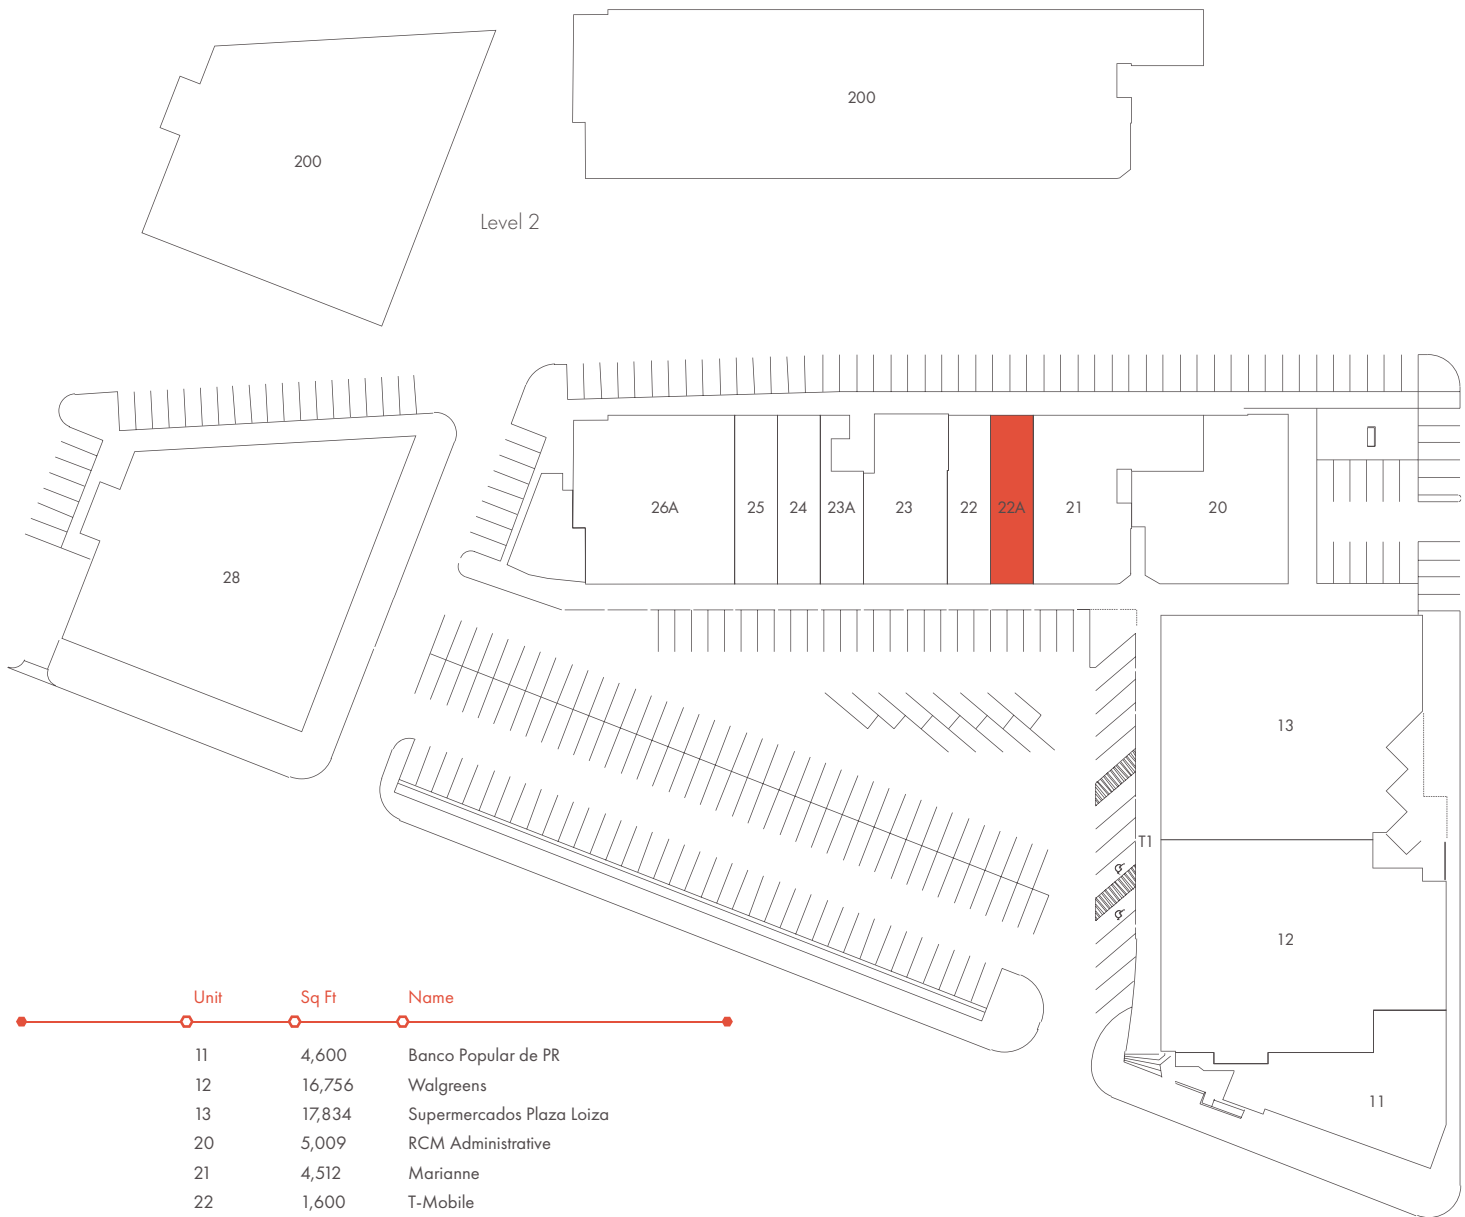 200
200
Level 2
26A 25 24 23A 23 22 22A 21 20
28
13
T1
12
11
Unit Sq Ft Name
11 4,600 Banco Popular de PR
12 16,756 Walgreens
13 17,834 Supermercados Plaza Loiza
20 5,009 RCM Administrative
21 4,512 Marianne
22 1,600 T-Mobile